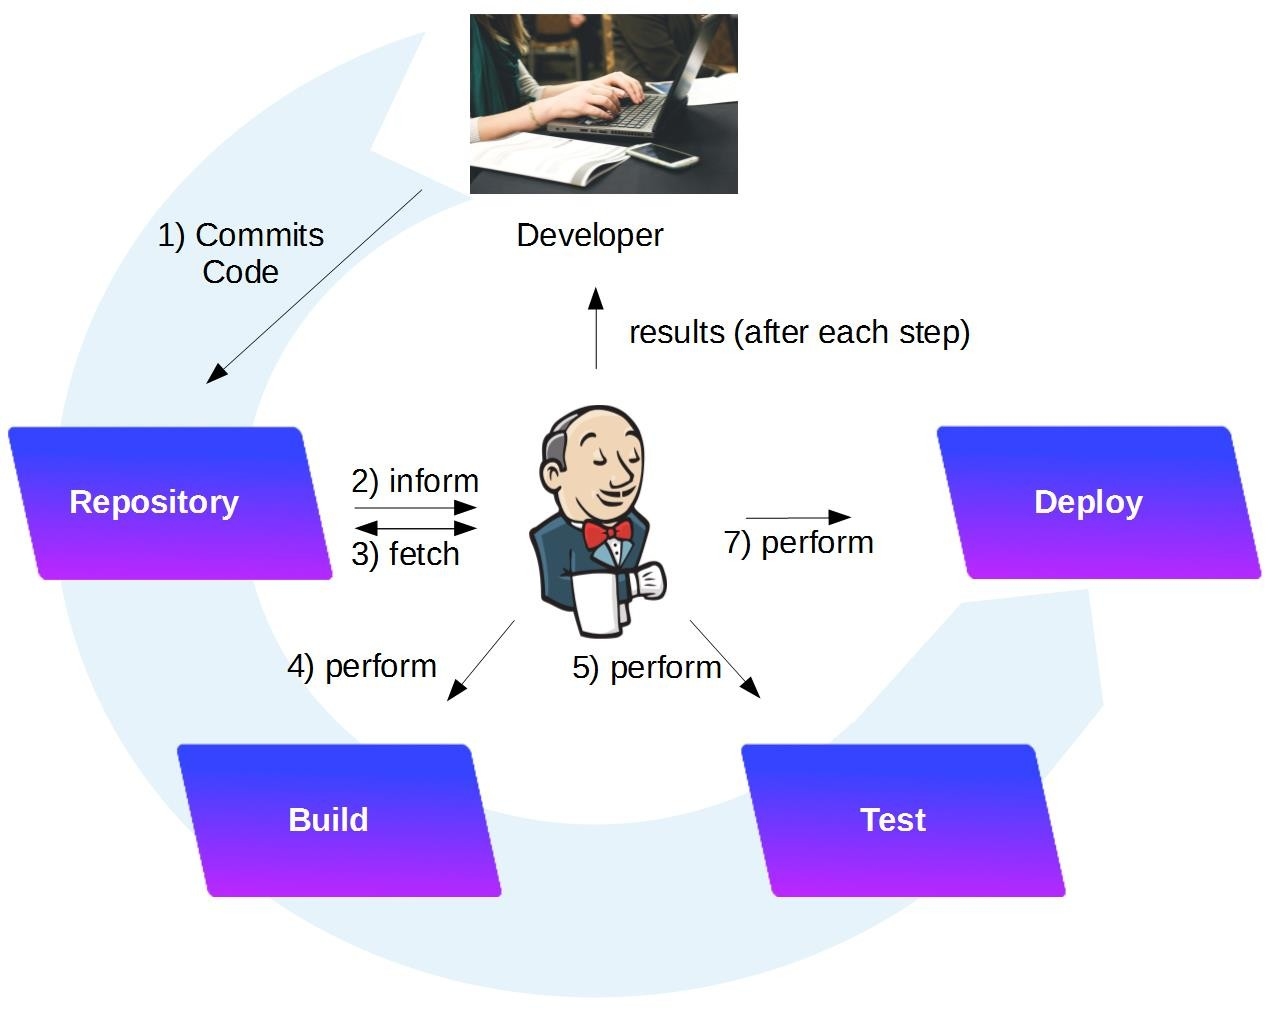 Developer
1) Commits
Code
results (after each step)
Repository
2) inform
3) fetch
7) perform
Deploy
4) perform
5) perform
Build
Test